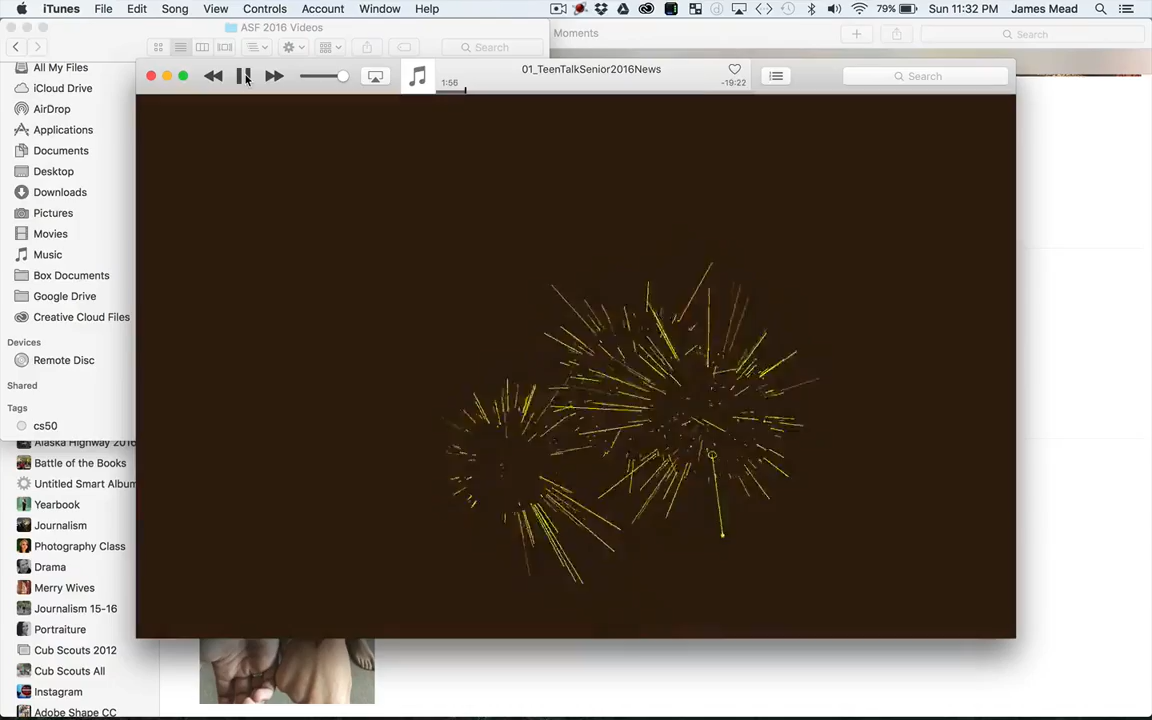 iTunes File Edit Song View Controls Account Window Help 79% Sun 11:32 PM James Mead
ASF 2016 Videos
Moments
Search
Search
All My Files
iCloud Drive
AirDrop
Applications
Documents
Desktop
Downloads
Pictures
Movies
Music
Box Documents
Google Drive
Creative Cloud Files
Devices
Remote Disc
Shared
Tags
cs50
01_TeenTalkSenior2016News
1:56
-19:22
Search
Alaska Highway 2016
Battle of the Books
Untitled Smart Album
Yearbook
Journalism
Photography Class
Drama
Merry Wives
Journalism 15-16
Portraiture
Cub Scouts 2012
Cub Scouts All
Instagram
Adobe Shape CC